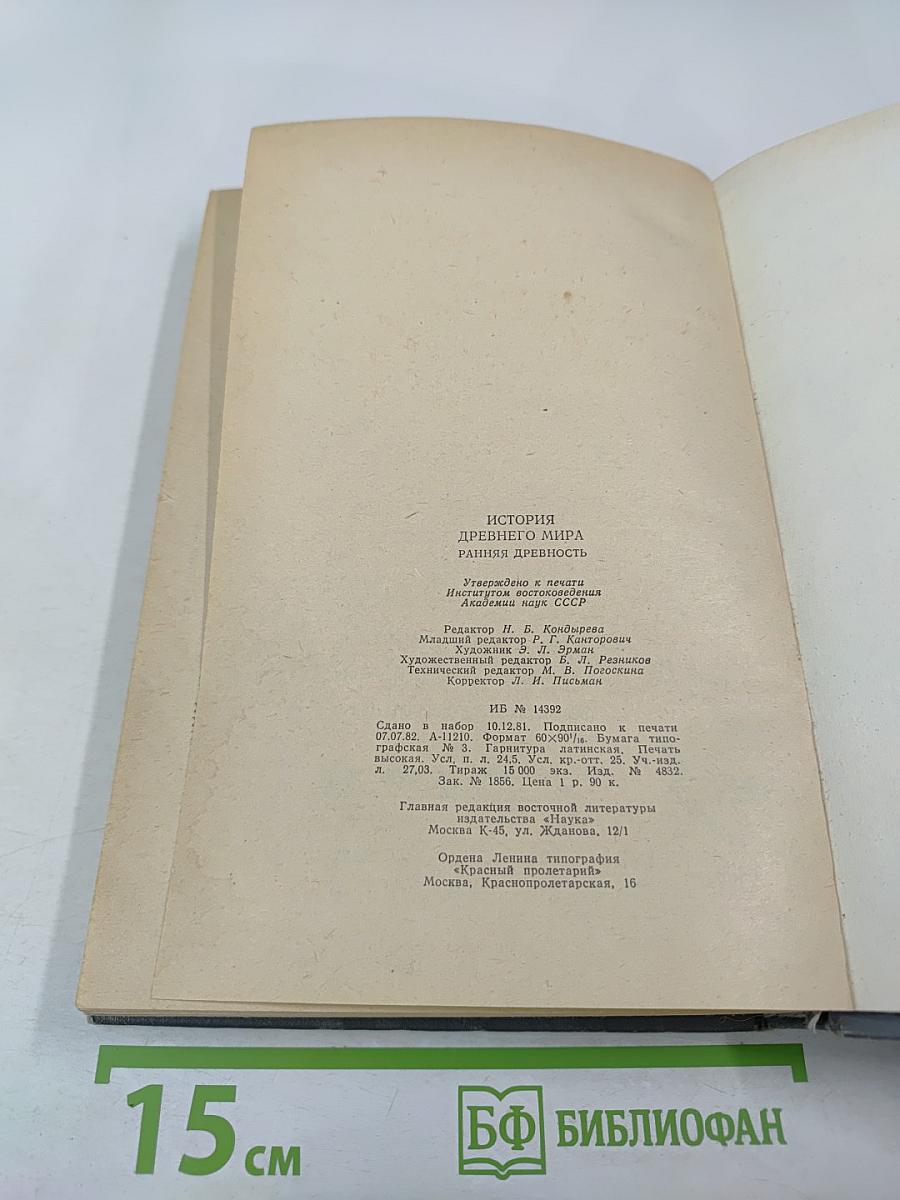 ИСТОРИЯ
ДРЕВНЕГО МИРА
РАННЯЯ ДРЕВНОСТЬ
Утверждено к печати
Институтом востоковедения
Академии наук СССР
Редактор Н. Б. Кондырева
Младший редактор Р. Г. Канторович
Художник Э. Л. Эрман
Художественный редактор Б. Л. Резников
Технический редактор М. В. Погоскина
Корректор Л. И. Письман
ИБ № 14392
Сдано в набор 10.12.81. Подписано к печати
07.07.82. А-11210. Формат 60×90¹/₁₆. Бумага типо-
графская № 3. Гарнитура латинская. Печать
высокая. Усл. п. л. 24,5. Усл. кр.-отт. 25. Уч.-изд.
л. 27,03. Тираж 15 000 экз. Изд. № 4832.
Зак. № 1856. Цена 1 р. 90 к.
Главная редакция восточной литературы
издательства «Наука»
Москва К-45, ул. Жданова, 12/1
Ордена Ленина типография
«Красный пролетарий»
Москва, Краснопролетарская, 16
15 см
БФ БИБЛИОФАН